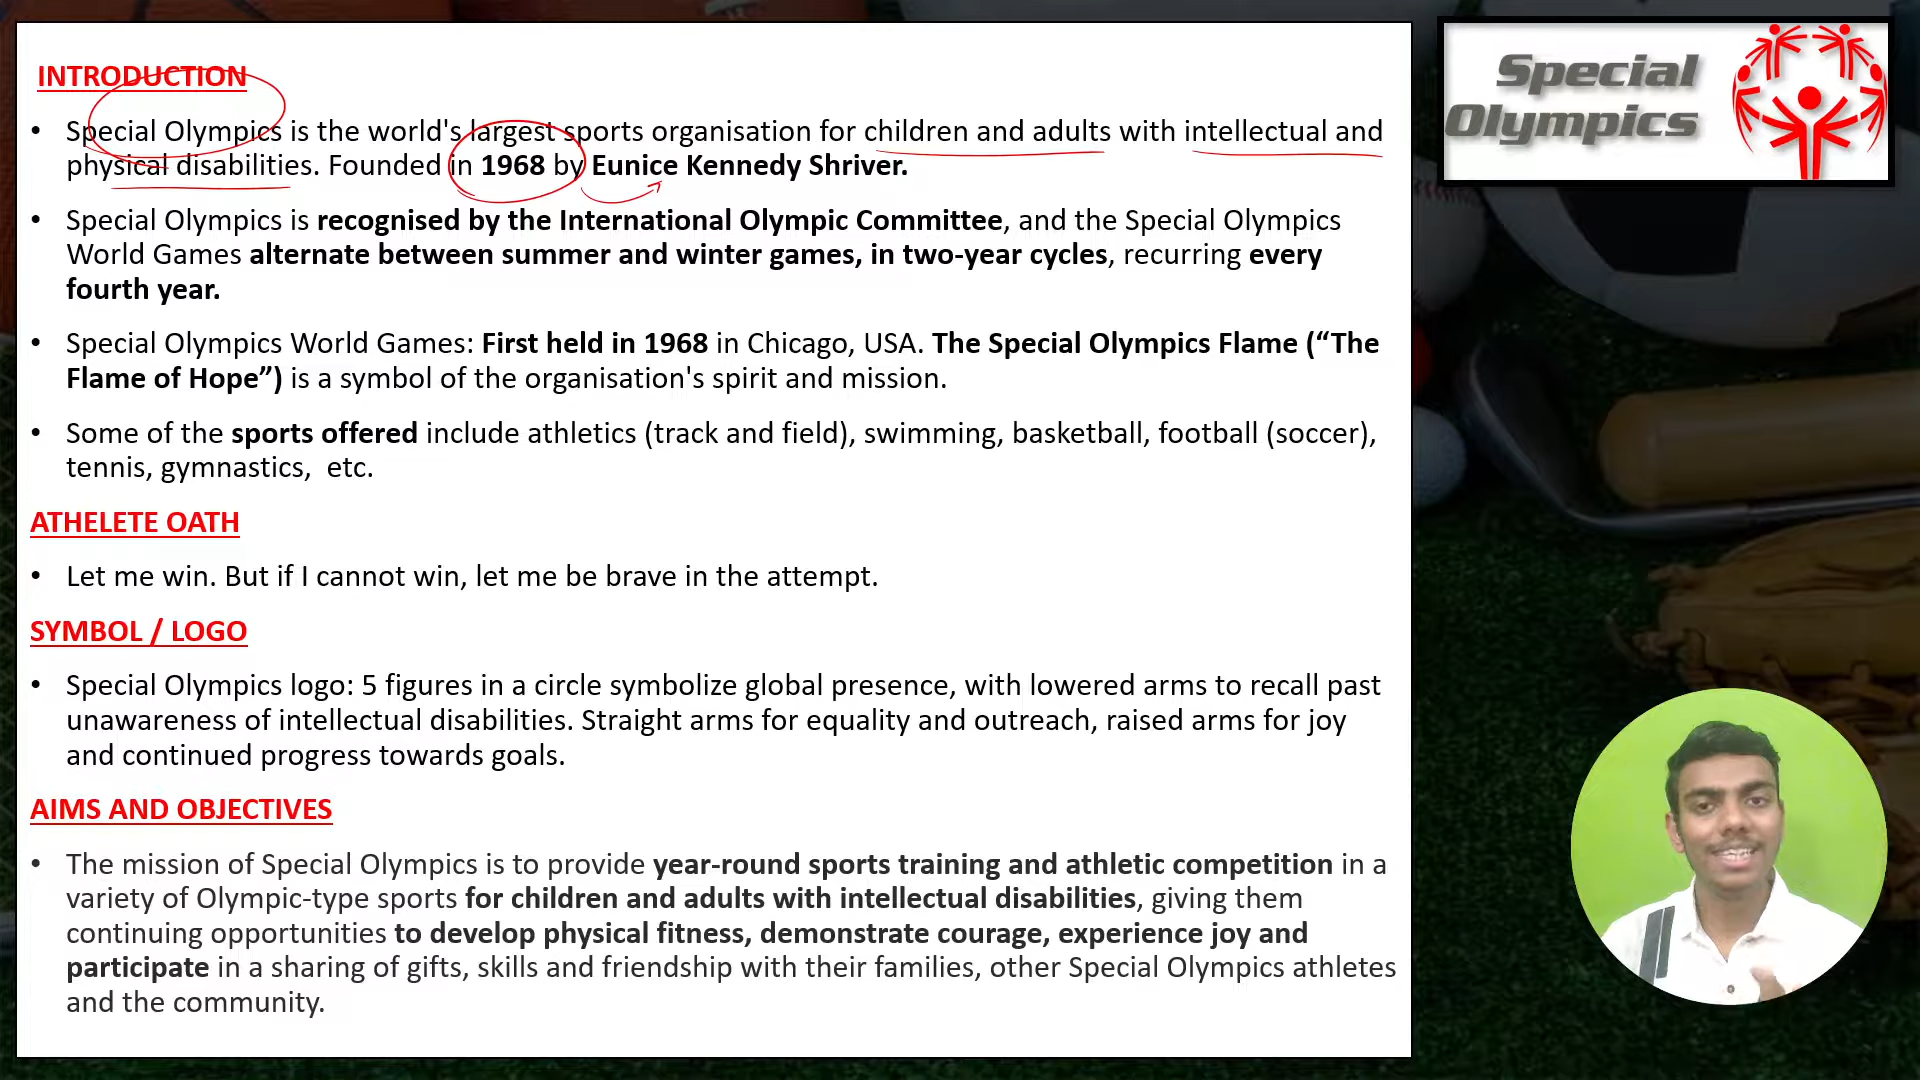 INTRODUCTION
• Special Olympics is the world's largest sports organisation for children and adults with intellectual and
physical disabilities. Founded in 1968 by Eunice Kennedy Shriver.
• Special Olympics is recognised by the International Olympic Committee, and the Special Olympics
World Games alternate between summer and winter games, in two-year cycles, recurring every
fourth year.
• Special Olympics World Games: First held in 1968 in Chicago, USA. The Special Olympics Flame (“The
Flame of Hope”) is a symbol of the organisation's spirit and mission.
• Some of the sports offered include athletics (track and field), swimming, basketball, football (soccer),
tennis, gymnastics,  etc.
ATHELETE OATH
• Let me win. But if I cannot win, let me be brave in the attempt.
SYMBOL / LOGO
• Special Olympics logo: 5 figures in a circle symbolize global presence, with lowered arms to recall past
unawareness of intellectual disabilities. Straight arms for equality and outreach, raised arms for joy
and continued progress towards goals.
AIMS AND OBJECTIVES
• The mission of Special Olympics is to provide year-round sports training and athletic competition in a
variety of Olympic-type sports for children and adults with intellectual disabilities, giving them
continuing opportunities to develop physical fitness, demonstrate courage, experience joy and
participate in a sharing of gifts, skills and friendship with their families, other Special Olympics athletes
and the community.
Special
Olympics